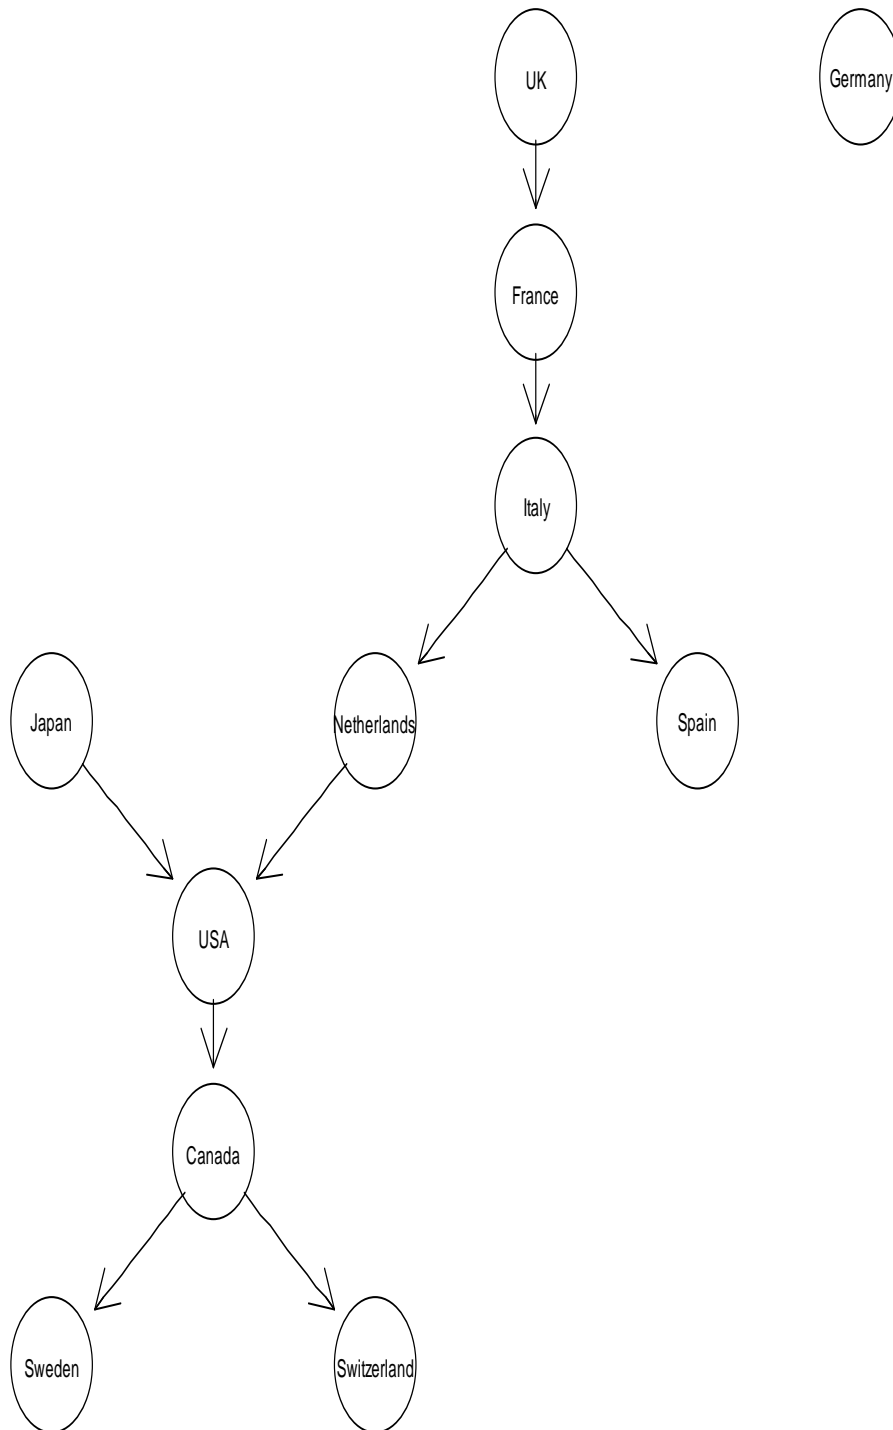 UK
Germany
France
Italy
Japan
Netherlands
Spain
USA
Canada
Sweden
Switzerland